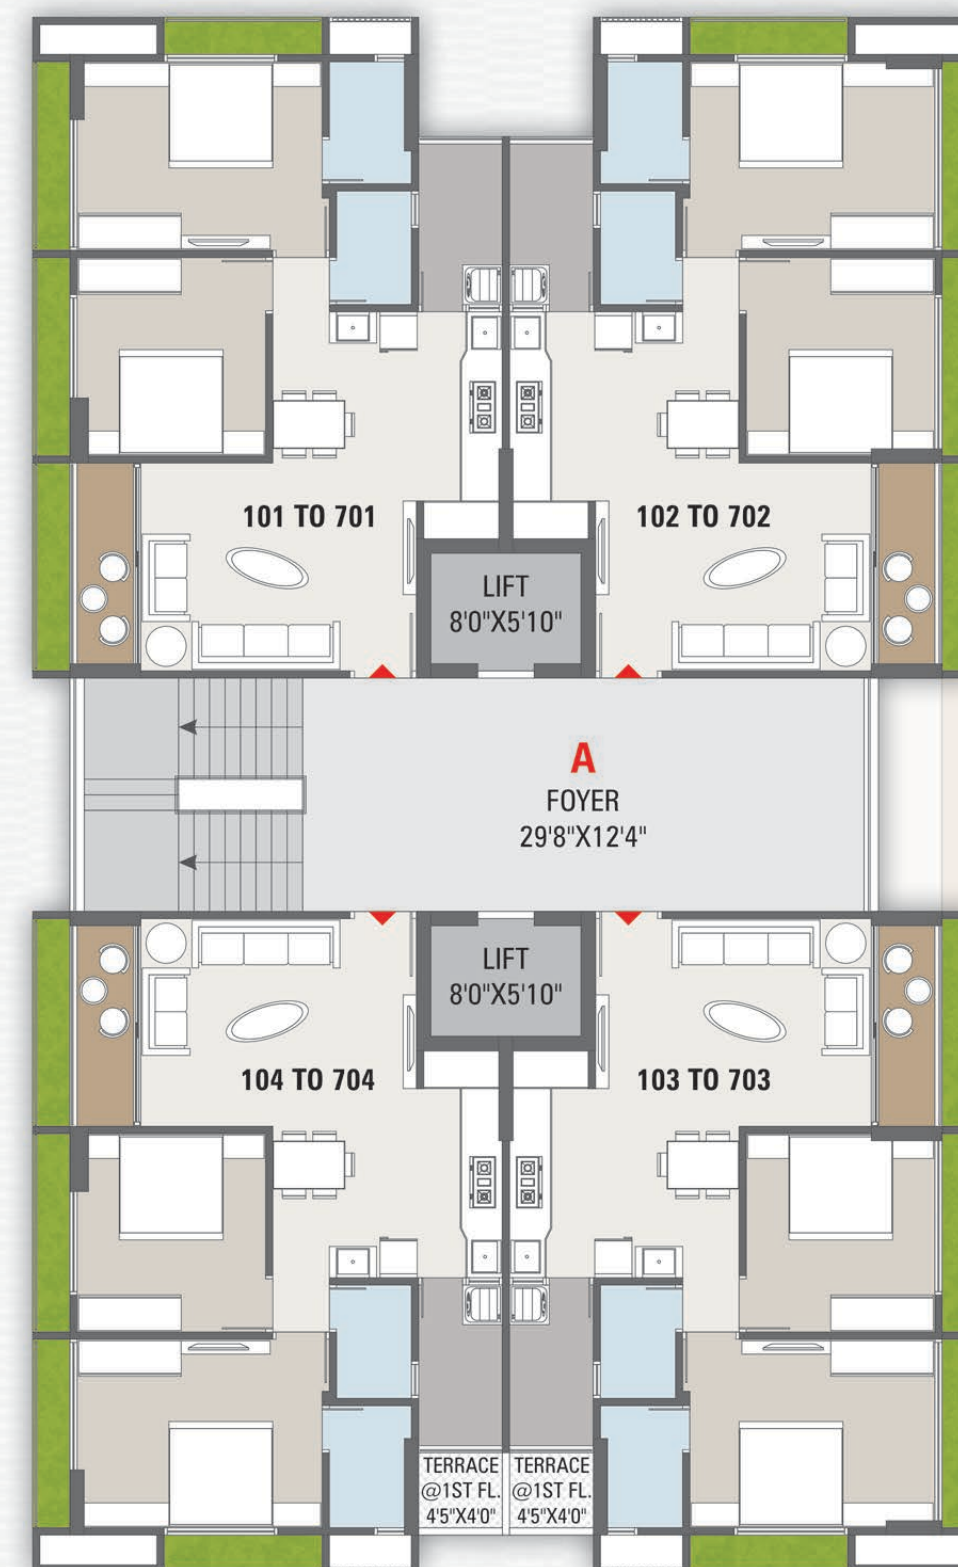 101 TO 701
102 TO 702
LIFT
8'0"X5'10"
A
FOYER
29'8"X12'4"
LIFT
8'0"X5'10"
104 TO 704
103 TO 703
TERRACE
@1ST FL.
4'5"X4'0"
TERRACE
@1ST FL.
4'5"X4'0"